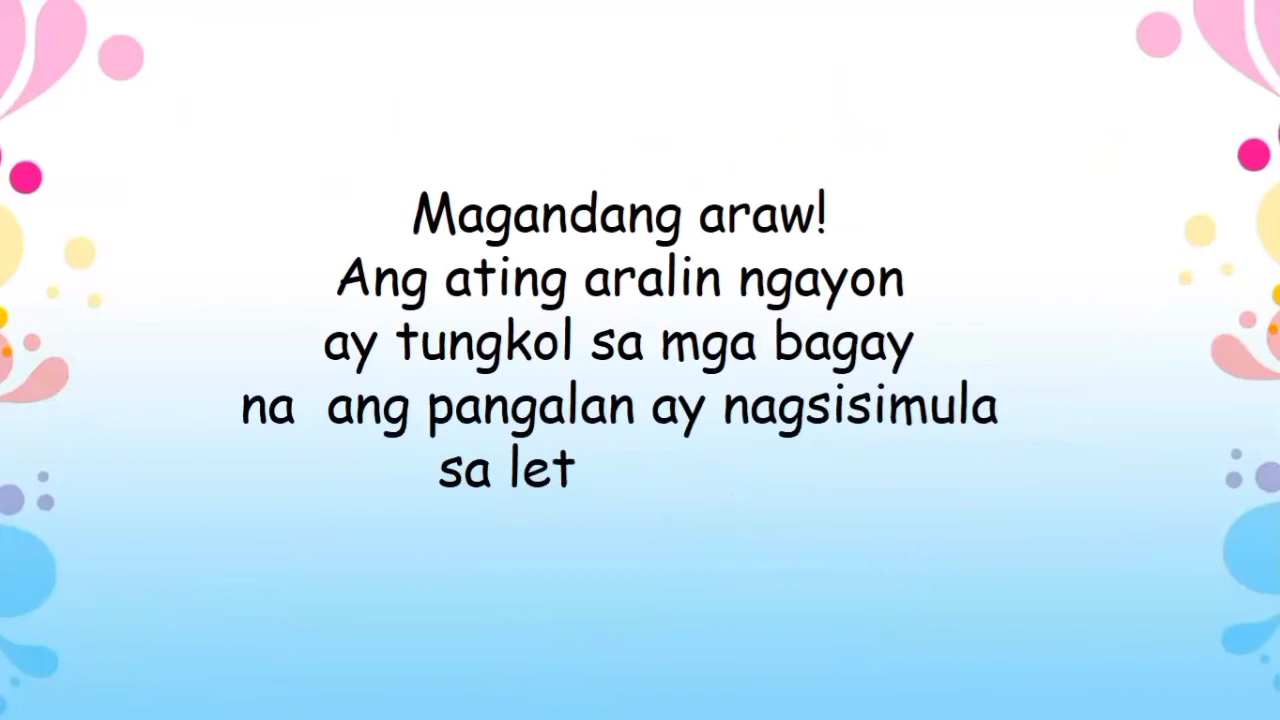 Magandang araw!
Ang ating aralin ngayon
ay tungkol sa mga bagay
na ang pangalan ay nagsisimula
sa let